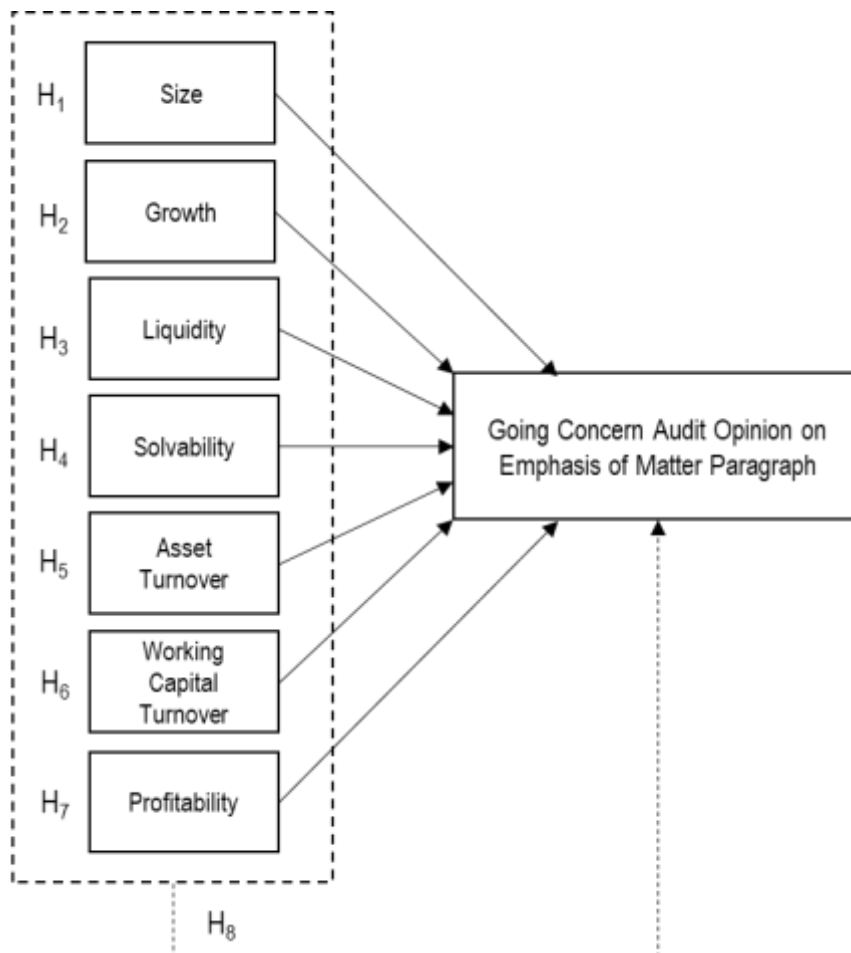 H₁
Size
H₂
Growth
H₃
Liquidity
H₄
Solvability
H₅
Asset
Turnover
H₆
Working
Capital
Turnover
H₇
Profitability
H₈
Going Concern Audit Opinion on
Emphasis of Matter Paragraph